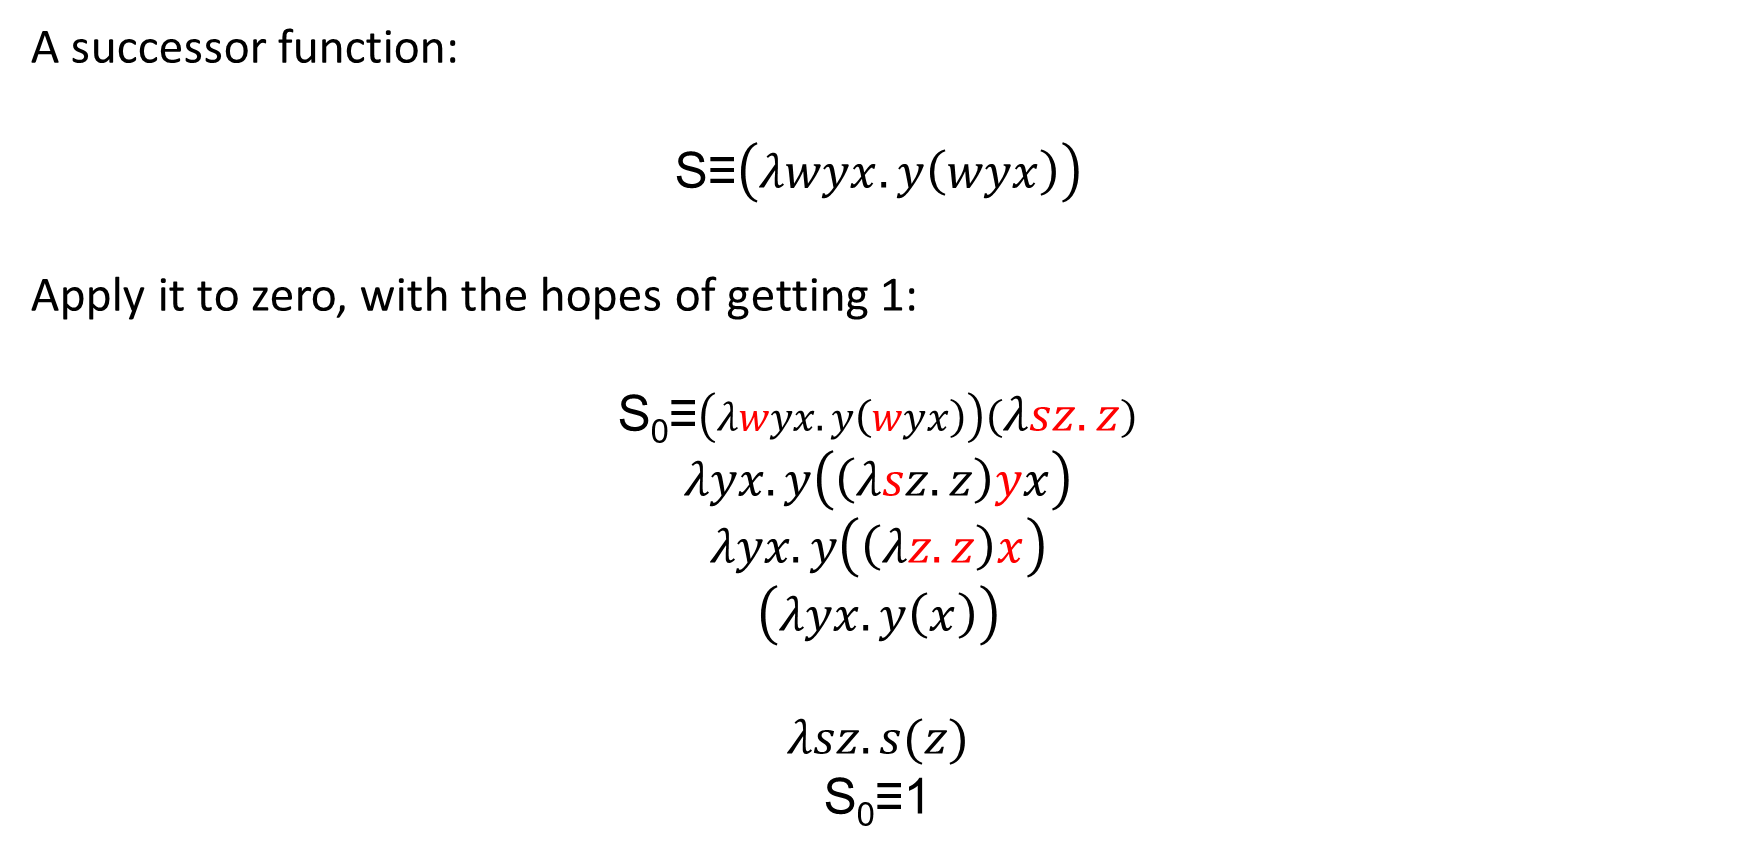 A successor function:
S≡(λwyx. y(wyx))
Apply it to zero, with the hopes of getting 1:
S₀≡(λwyx. y(wyx))(λsz. z)
λyx. y((λsz. z)yx)
λyx. y((λz. z)x)
(λyx. y(x))
λsz. s(z)
S₀≡1